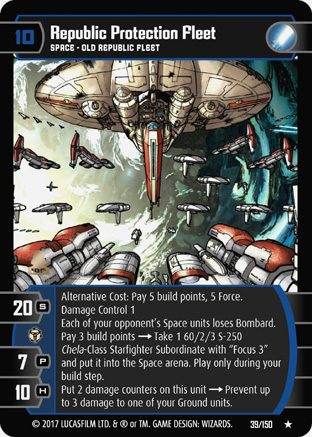 10
Republic Protection Fleet
SPACE - OLD REPUBLIC FLEET
20 S
7 P
10 H
Alternative Cost: Pay 5 build points, 5 Force.
Damage Control 1
Each of your opponent's Space units loses Bombard.
Pay 3 build points → Take 1 60/2/3 S-250
Chela-Class Starfighter Subordinate with "Focus 3"
and put it into the Space arena. Play only during your
build step.
Put 2 damage counters on this unit → Prevent up
to 3 damage to one of your Ground units.
© 2017 LUCASFILM LTD. & ® or TM. GAME DESIGN: WIZARDS.
39/150 ★